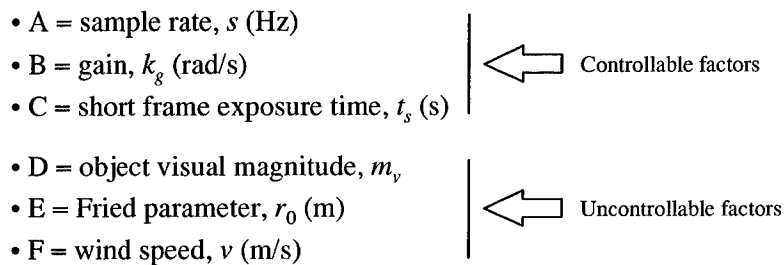 • A = sample rate, s (Hz)
• B = gain, k_g (rad/s)
• C = short frame exposure time, t_s (s)
Controllable factors
• D = object visual magnitude, m_v
• E = Fried parameter, r_0 (m)
• F = wind speed, v (m/s)
Uncontrollable factors